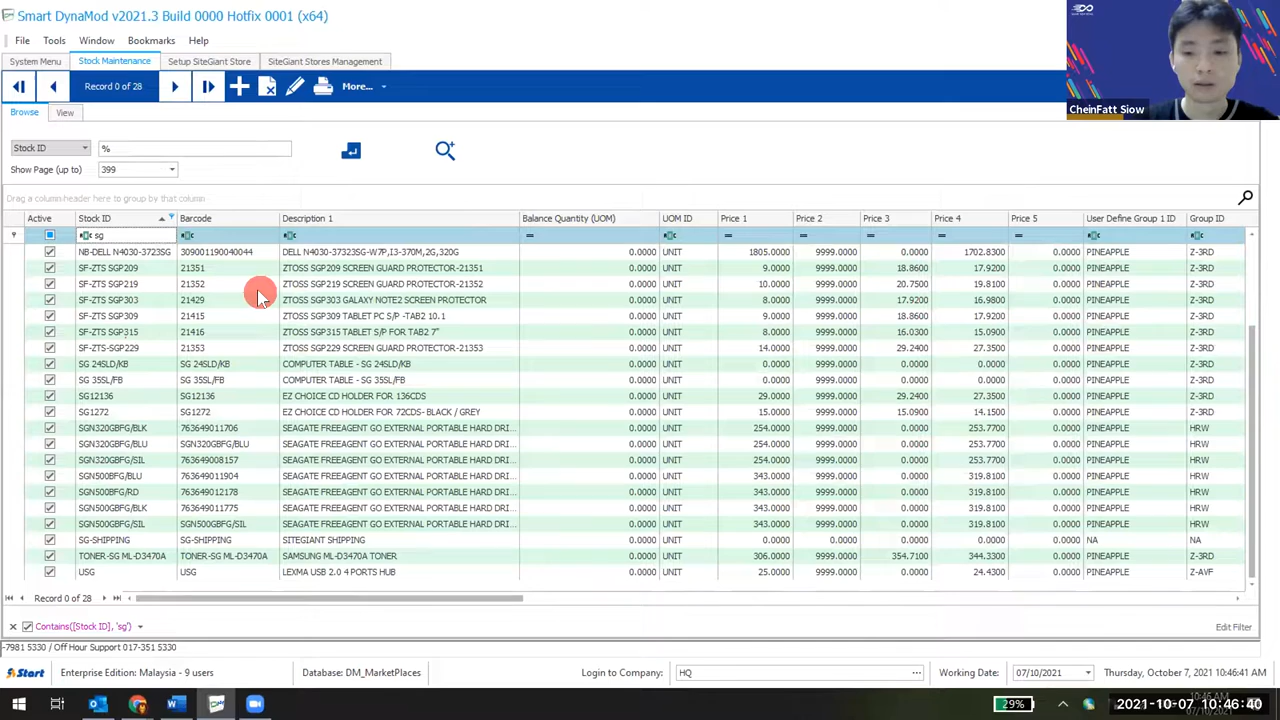 Smart DynaMod v2021.3 Build 0000 Hotfix 0001 (x64)
File Tools Window Bookmarks Help
System Menu Stock Maintenance Setup SiteGiant Store SiteGiant Stores Management
Record 0 of 28 More...
CheinFatt Siow
Browse View
Stock ID %
Show Page (up to) 399
Drag a column-header here to group by that column
Active Stock ID Barcode Description 1 Balance Quantity (UOM) UOM ID Price 1 Price 2 Price 3 Price 4 Price 5 User Define Group 1 ID Group ID
sg = = = = = =
NB-DELL N4030-3723SG 309001190040044 DELL N4030-37323SG-W7P,I3-370M,2G,320G 0.0000 UNIT 1805.0000 9999.0000 0.0000 1702.8300 0.0000 PINEAPPLE Z-3RD
SF-ZTS SGP209 21351 ZTOSS SGP209 SCREEN GUARD PROTECTOR-21351 0.0000 UNIT 9.0000 9999.0000 18.8600 17.9200 0.0000 PINEAPPLE Z-3RD
SF-ZTS SGP219 21352 ZTOSS SGP219 SCREEN GUARD PROTECTOR-21352 0.0000 UNIT 10.0000 9999.0000 20.7500 19.8100 0.0000 PINEAPPLE Z-3RD
SF-ZTS SGP303 21429 ZTOSS SGP303 GALAXY NOTE2 SCREEN PROTECTOR 0.0000 UNIT 8.0000 9999.0000 17.9200 16.9800 0.0000 PINEAPPLE Z-3RD
SF-ZTS SGP309 21415 ZTOSS SGP309 TABLET PC S/P -TAB2 10.1 0.0000 UNIT 9.0000 9999.0000 18.8600 17.9200 0.0000 PINEAPPLE Z-3RD
SF-ZTS SGP315 21416 ZTOSS SGP315 TABLET S/P FOR TAB2 7" 0.0000 UNIT 8.0000 9999.0000 16.0300 15.0900 0.0000 PINEAPPLE Z-3RD
SF-ZTS-SGP229 21353 ZTOSS SGP229 SCREEN GUARD PROTECTOR-21353 0.0000 UNIT 14.0000 9999.0000 29.2400 27.3500 0.0000 PINEAPPLE Z-3RD
SG 24SLD/KB SG 24SLD/KB COMPUTER TABLE - SG 24SLD/KB 0.0000 UNIT 0.0000 9999.0000 0.0000 0.0000 0.0000 PINEAPPLE Z-3RD
SG 35SL/FB SG 35SL/FB COMPUTER TABLE - SG 35SL/FB 0.0000 UNIT 0.0000 9999.0000 0.0000 0.0000 0.0000 PINEAPPLE Z-3RD
SG12136 SG12136 EZ CHOICE CD HOLDER FOR 136CDS 0.0000 UNIT 29.0000 9999.0000 29.2400 27.3500 0.0000 PINEAPPLE Z-3RD
SG1272 SG1272 EZ CHOICE CD HOLDER FOR 72CDS- BLACK / GREY 0.0000 UNIT 15.0000 9999.0000 15.0900 14.1500 0.0000 PINEAPPLE Z-3RD
SGN320GBFG/BLK 763649011706 SEAGATE FREEAGENT GO EXTERNAL PORTABLE HARD DRI... 0.0000 UNIT 254.0000 9999.0000 0.0000 253.7700 0.0000 PINEAPPLE HRW
SGN320GBFG/BLU SGN320GBFG/BLU SEAGATE FREEAGENT GO EXTERNAL PORTABLE HARD DRI... 0.0000 UNIT 254.0000 9999.0000 0.0000 253.7700 0.0000 PINEAPPLE HRW
SGN320GBFG/SIL 763649008157 SEAGATE FREEAGENT GO EXTERNAL PORTABLE HARD DRI... 0.0000 UNIT 254.0000 9999.0000 0.0000 253.7700 0.0000 PINEAPPLE HRW
SGN500BFG/BLU 763649011904 SEAGATE FREEAGENT GO EXTERNAL PORTABLE HARD DRI... 0.0000 UNIT 343.0000 9999.0000 0.0000 319.8100 0.0000 PINEAPPLE HRW
SGN500BFG/RD 763649012178 SEAGATE FREEAGENT GO EXTERNAL PORTABLE HARD DRI... 0.0000 UNIT 343.0000 9999.0000 0.0000 319.8100 0.0000 PINEAPPLE HRW
SGN500GBFG/BLK 763649011775 SEAGATE FREEAGENT GO EXTERNAL PORTABLE HARD DRI... 0.0000 UNIT 343.0000 9999.0000 0.0000 319.8100 0.0000 PINEAPPLE HRW
SGN500GBFG/SIL SGN500GBFG/SIL SEAGATE FREEAGENT GO EXTERNAL PORTABLE HARD DRI... 0.0000 UNIT 343.0000 9999.0000 0.0000 319.8100 0.0000 PINEAPPLE HRW
SG-SHIPPING SG-SHIPPING SITEGIANT SHIPPING 0.0000 UNIT 0.0000 0.0000 0.0000 0.0000 0.0000 NA NA
TONER-SG ML-D3470A TONER-SG ML-D3470A SAMSUNG ML-D3470A TONER 0.0000 UNIT 306.0000 9999.0000 354.7100 344.3300 0.0000 PINEAPPLE Z-3RD
USG USG LEXMA USB 2.0 4 PORTS HUB 0.0000 UNIT 25.0000 9999.0000 0.0000 24.4300 0.0000 PINEAPPLE Z-AVF
Record 0 of 28
Contains([Stock ID], 'sg') Edit Filter
-7981 5330 / Off Hour Support 017-351 5330
Start Enterprise Edition: Malaysia - 9 users Database:DM_MarketPlaces Login to Company: HQ ... Working Date: 07/10/2021 Thursday, October 7, 2021 10:46:41 AM
29% 2021-10-07 10:46:40